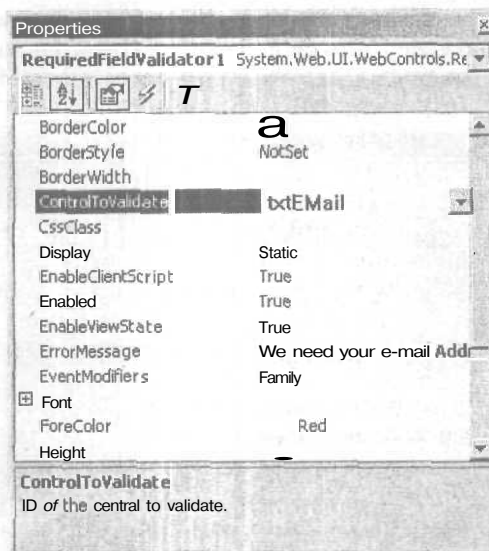 Properties
RequiredFieldValidator1 System.Web.UI.WebControls.Re
T
BorderColor a
BorderStyle NotSet
BorderWidth
ControlToValidate txtEMail
CssClass
Display Static
EnableClientScript True
Enabled True
EnableViewState True
ErrorMessage We need your e-mail Addr
EventModifiers Family
Font
ForeColor Red
Height
ControlToValidate
ID of the central to validate.